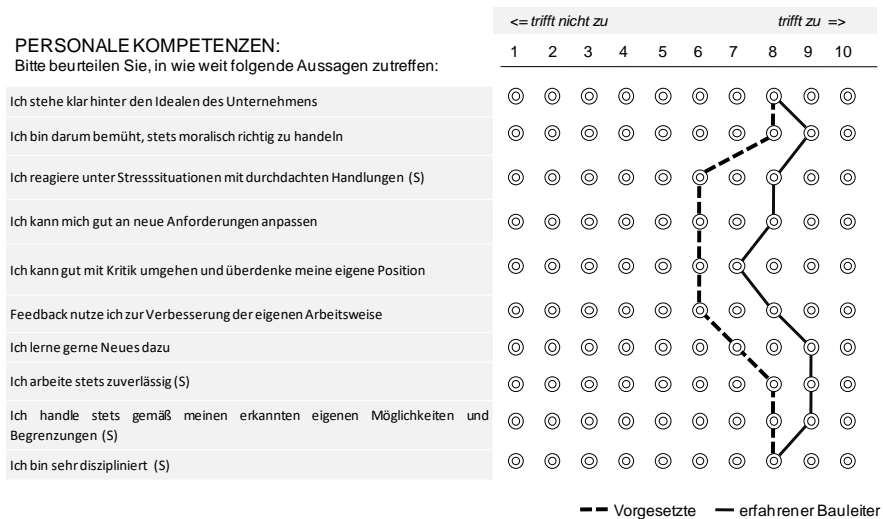 <= trifft nicht zu trifft zu =>
PERSONALE KOMPETENZEN:
Bitte beurteilen Sie, in wie weit folgende Aussagen zutreffen:
1 2 3 4 5 6 7 8 9 10
Ich stehe klar hinter den Idealen des Unternehmens
Ich bin darum bemüht, stets moralisch richtig zu handeln
Ich reagiere unter Stresssituationen mit durchdachten Handlungen (S)
Ich kann mich gut an neue Anforderungen anpassen
Ich kann gut mit Kritik umgehen und überdenke meine eigene Position
Feedback nutze ich zur Verbesserung der eigenen Arbeitsweise
Ich lerne gerne Neues dazu
Ich arbeite stets zuverlässig (S)
Ich handle stets gemäß meinen erkannten eigenen Möglichkeiten und
Begrenzungen (S)
Ich bin sehr diszipliniert (S)
Vorgesetzte erfahrener Bauleiter